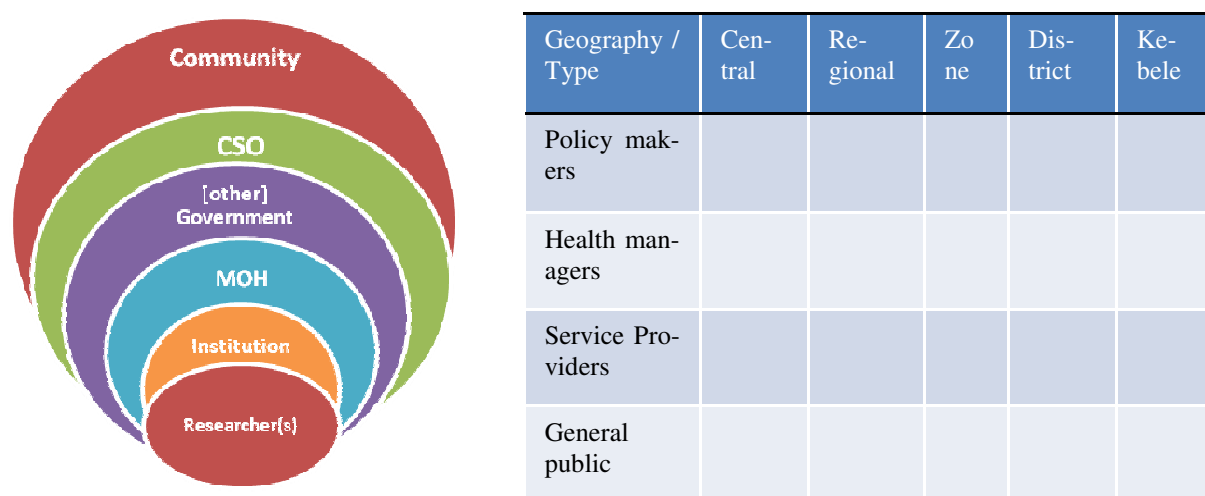 Community
CSO
[other]
Government
MOH
Institution
Researcher(s)
Geography /
Type
Cen-
tral
Re-
gional
Zo
ne
Dis-
trict
Ke-
bele
Policy mak-
ers
Health man-
agers
Service Pro-
viders
General
public